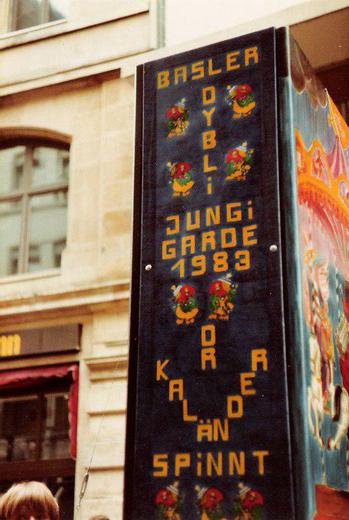 BASLER
DYBLi
JUNGi
GARDE
1983
DR
KALÄNDER
SPiNNT